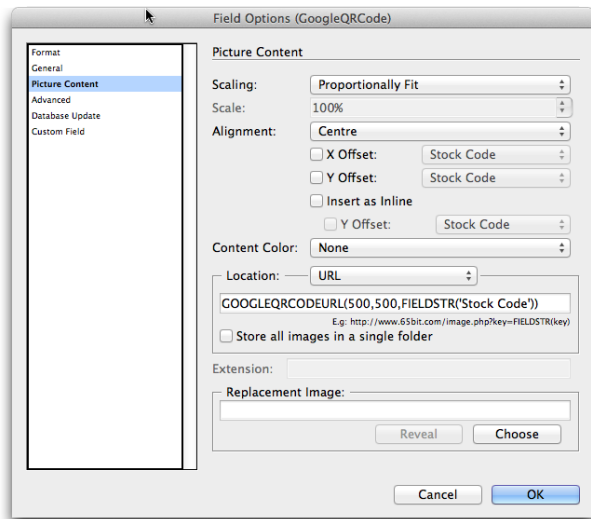 Field Options (GoogleQRCode)
Format
General
Picture Content
Advanced
Database Update
Custom Field
Picture Content
Scaling: Proportionally Fit
Scale: 100%
Alignment: Centre
X Offset: Stock Code
Y Offset: Stock Code
Insert as Inline
Y Offset: Stock Code
Content Color: None
Location: URL
GOOGLEQRCODEURL(500,500,FIELDSTR('Stock Code'))
E.g: http://www.65bit.com/image.php?key=FIELDSTR(key)
Store all images in a single folder
Extension:
Replacement Image:
Reveal Choose
Cancel OK